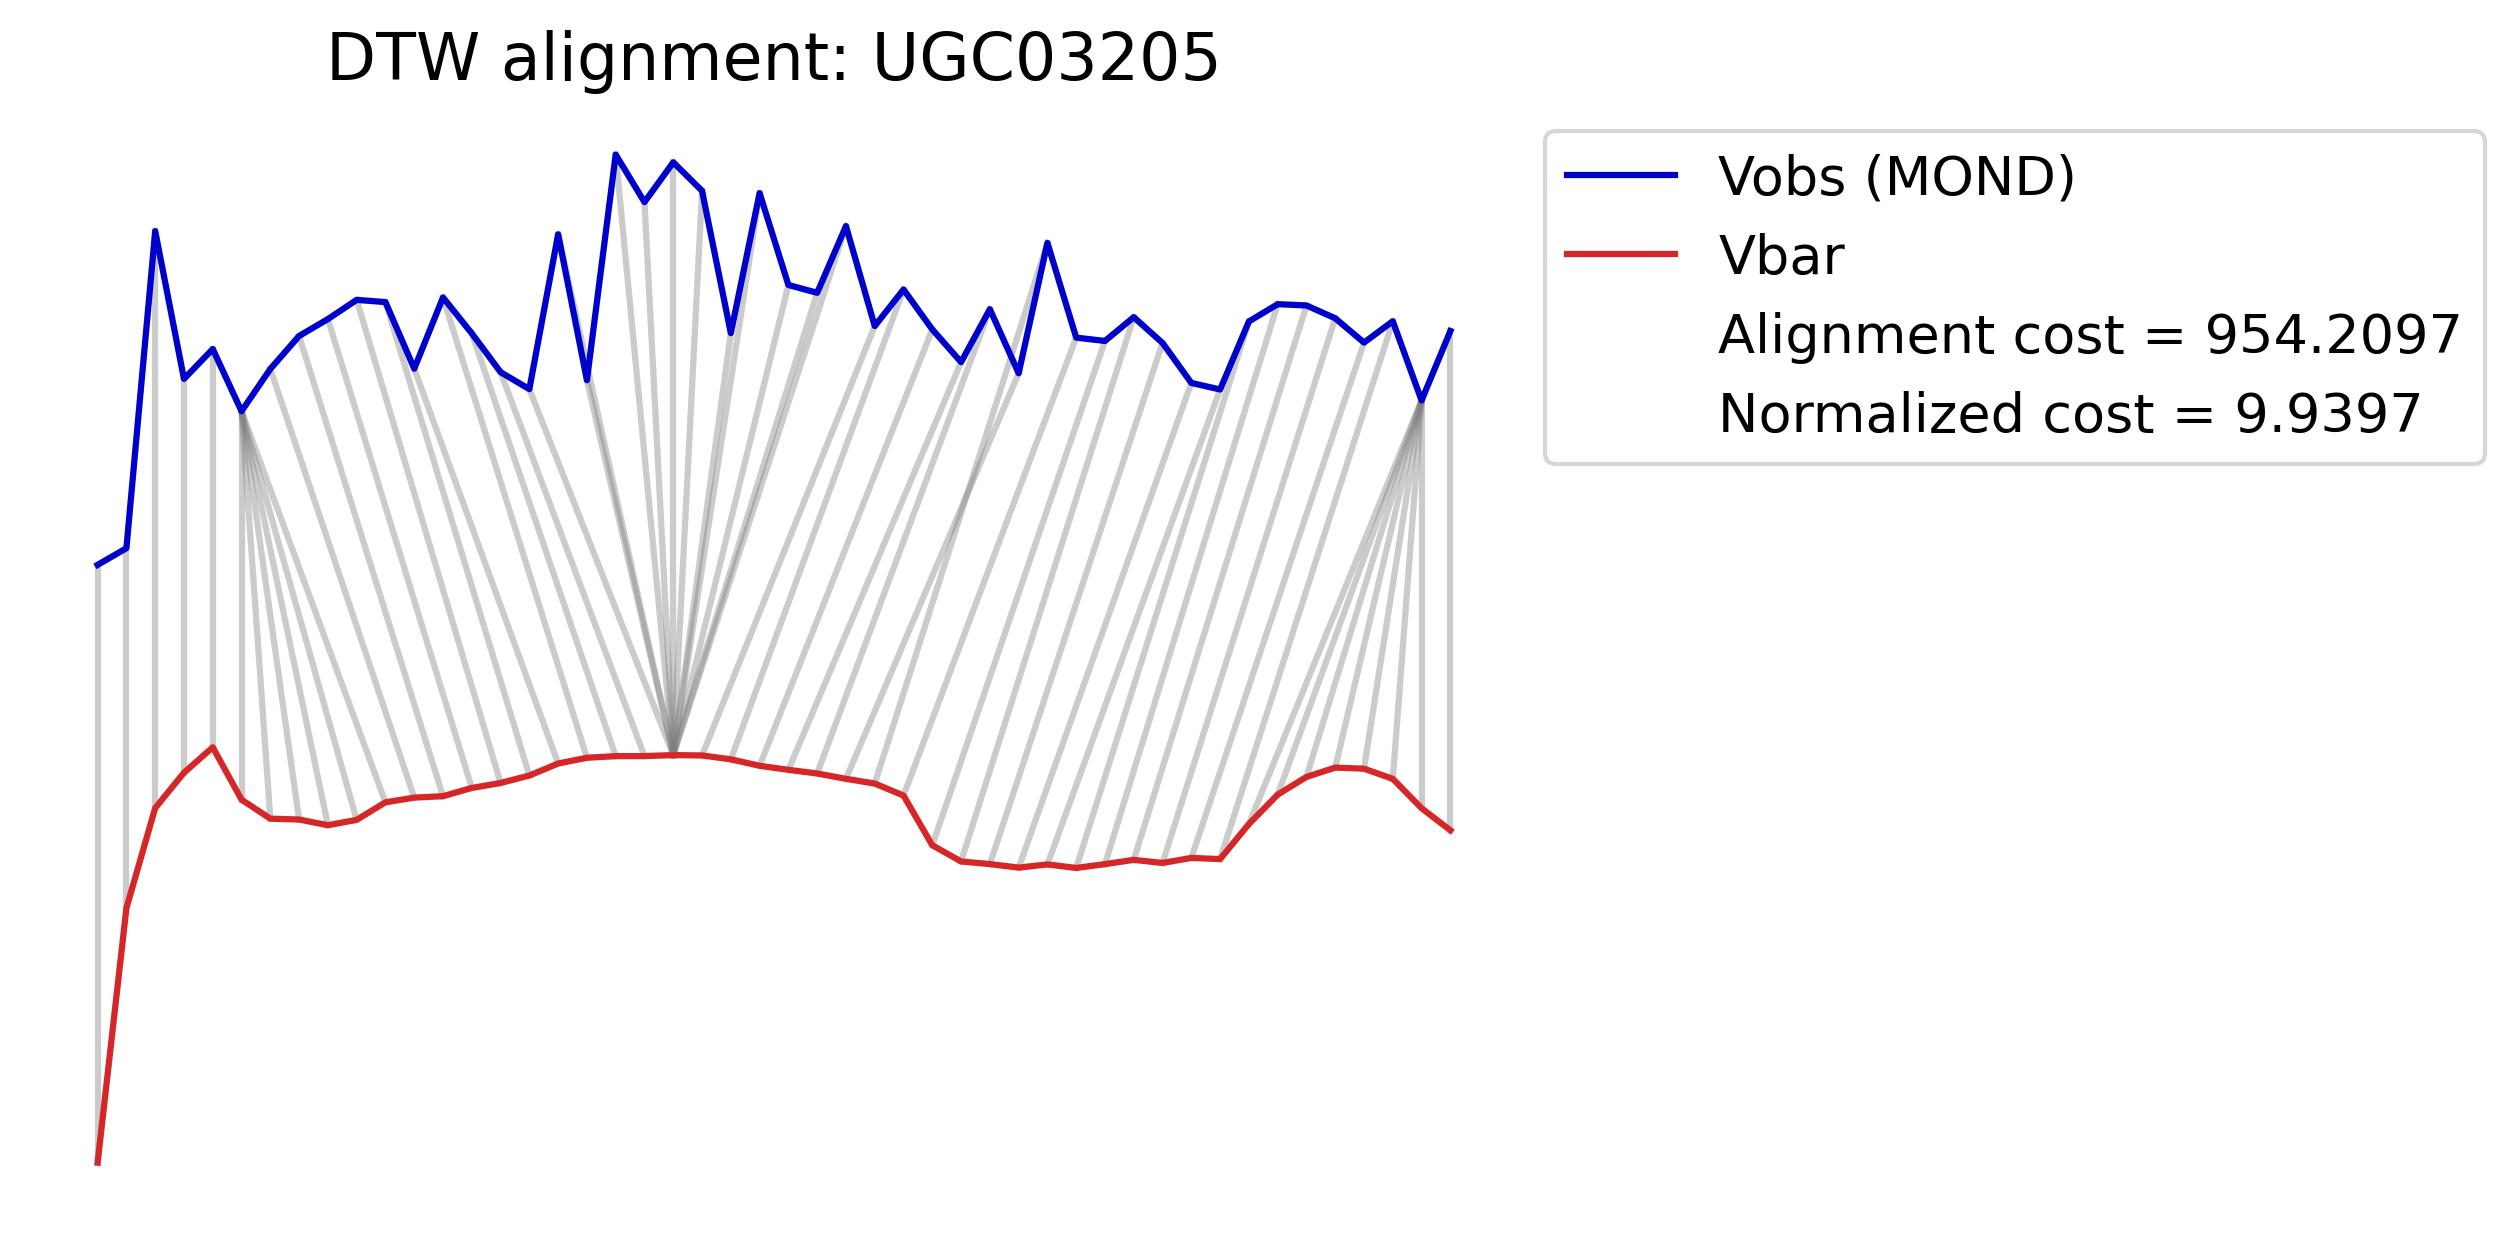 DTW alignment: UGC03205
Vobs (MOND)
Vbar
Alignment cost = 954.2097
Normalized cost = 9.9397